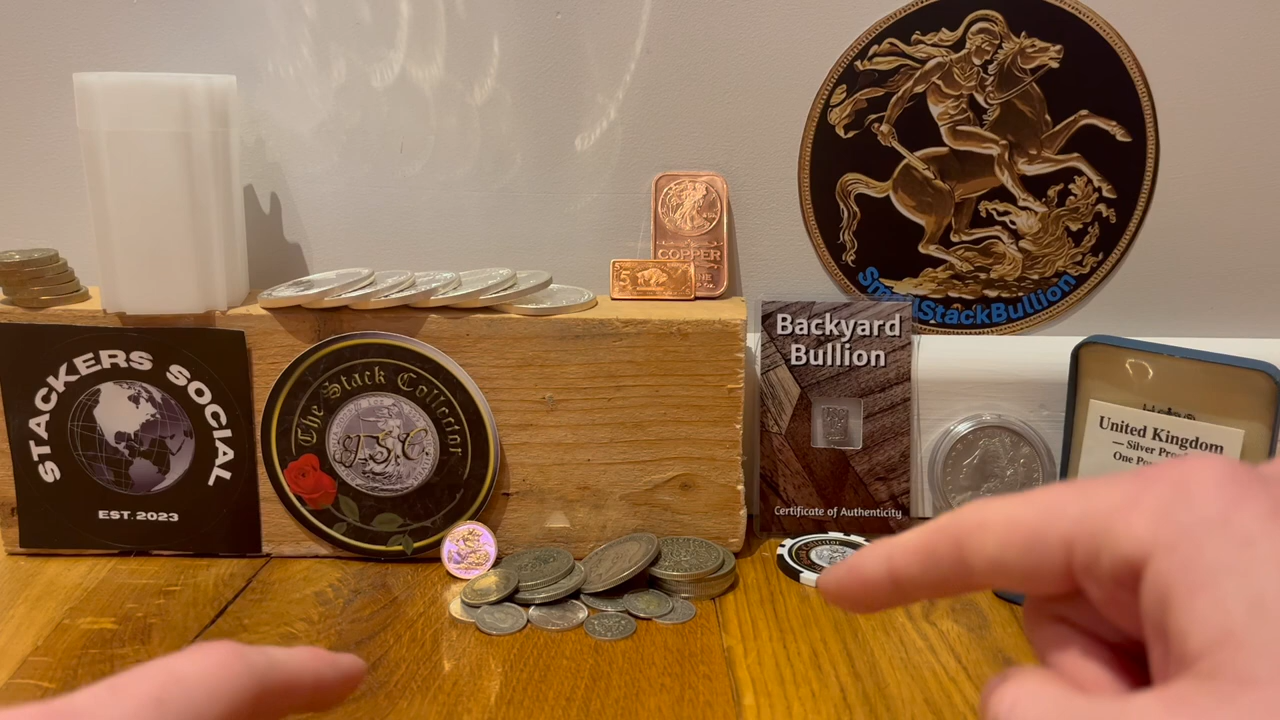 STACKERS SOCIAL
EST. 2023
The Stack Collector
TSC
COPPER
5
SmallStackBullion
Backyard
Bullion
Certificate of Authenticity
United Kingdom
Silver
One